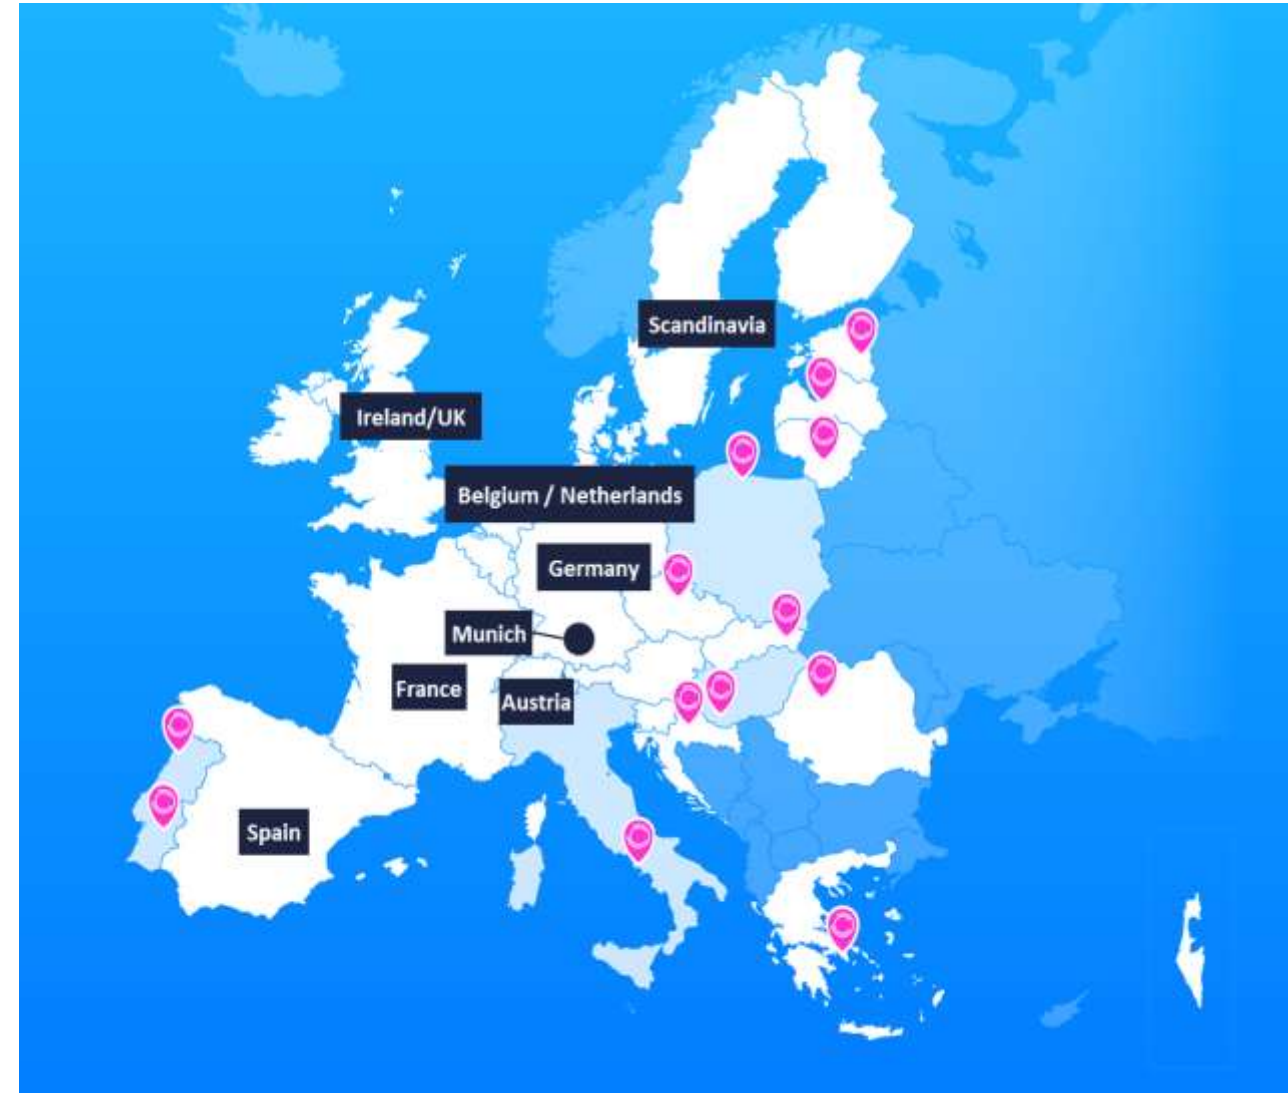 Scandinavia
Ireland/UK
Belgium / Netherlands
Germany
Munich
France
Austria
Spain